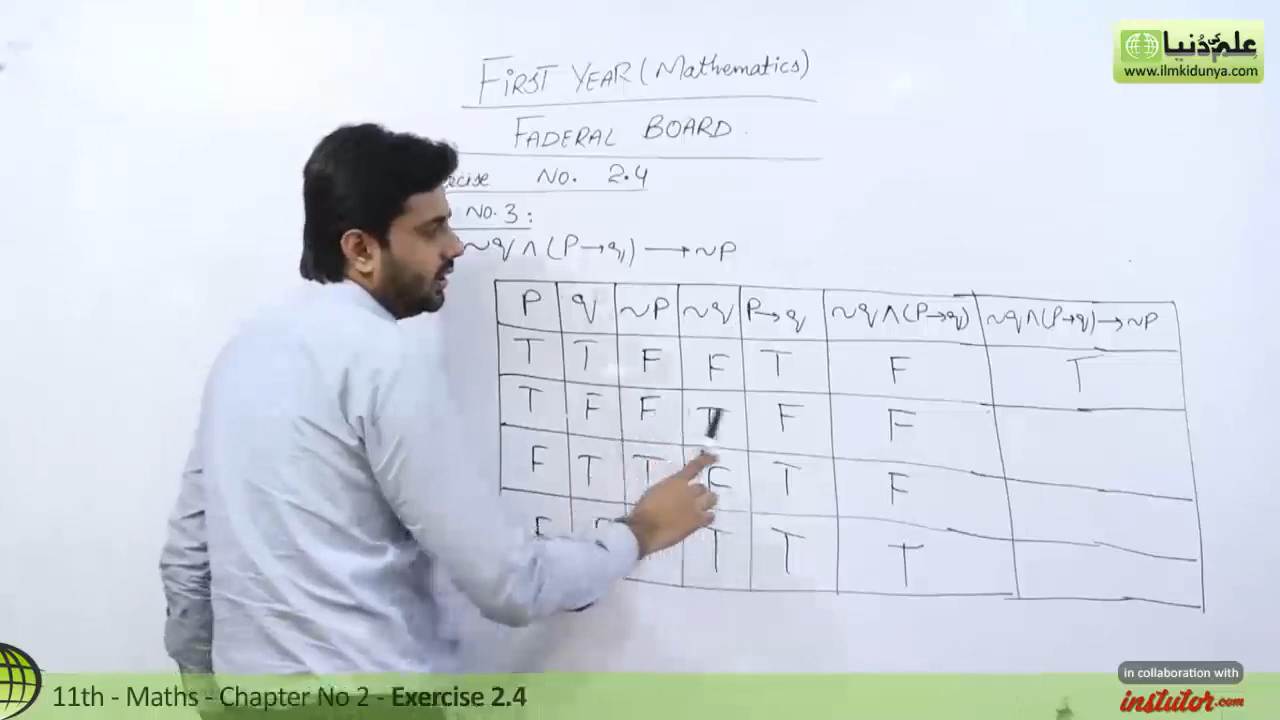 علم کی دُنیا
www.ilmkidunya.com
FIRST YEAR (Mathematics)
FADERAL BOARD.
No. 2.4
No. 3 :
~q ∧ (P → q) → ~P
P q ~P ~q P→q ~q ∧ (P→q) ~q ∧ (P→q) → ~P
T T F F T F T
T F F T F F
F T T F T F
F T T T
in collaboration with
instutor.com
11th - Maths - Chapter No 2 - Exercise 2.4